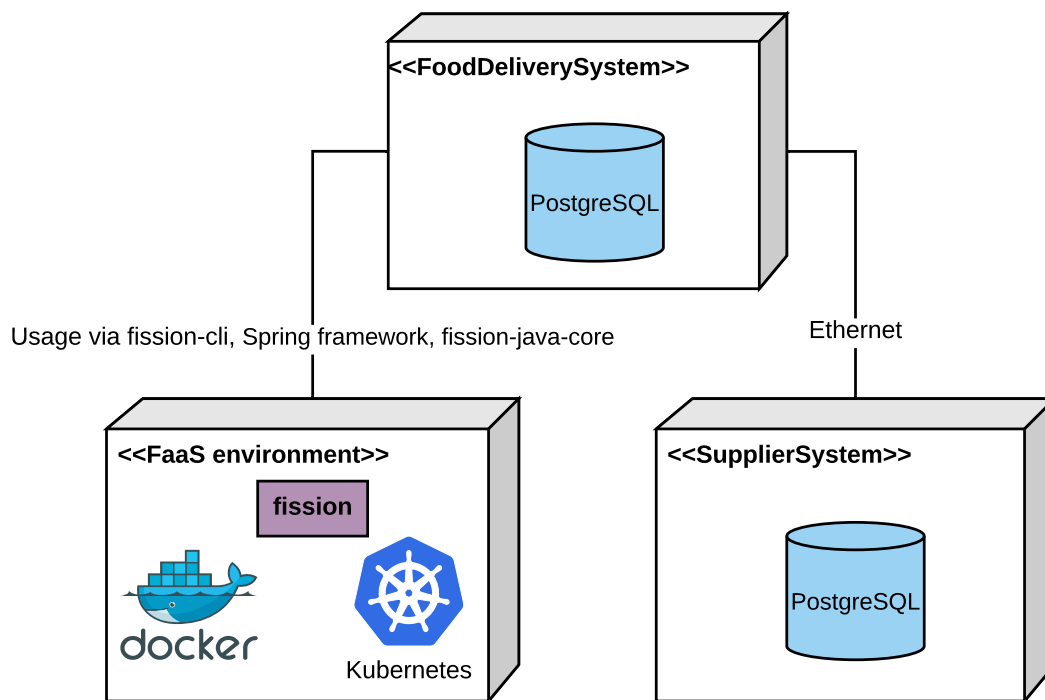 <<FoodDeliverySystem>>
PostgreSQL
Usage via fission-cli, Spring framework, fission-java-core
Ethernet
<<FaaS environment>>
fission
docker
Kubernetes
<<SupplierSystem>>
PostgreSQL